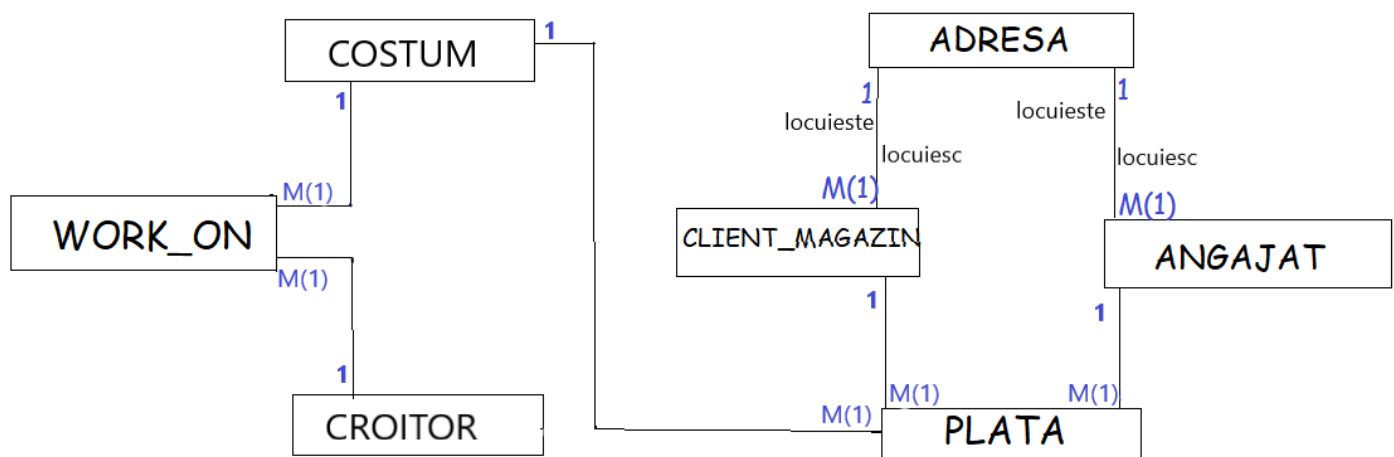 COSTUM
1
ADRESA
1
1
1
locuieste
locuieste
locuiesc
locuiesc
M(1)
M(1)
M(1)
WORK_ON
CLIENT_MAGAZIN
ANGAJAT
M(1)
1
1
1
M(1)
M(1)
M(1)
CROITOR
PLATA